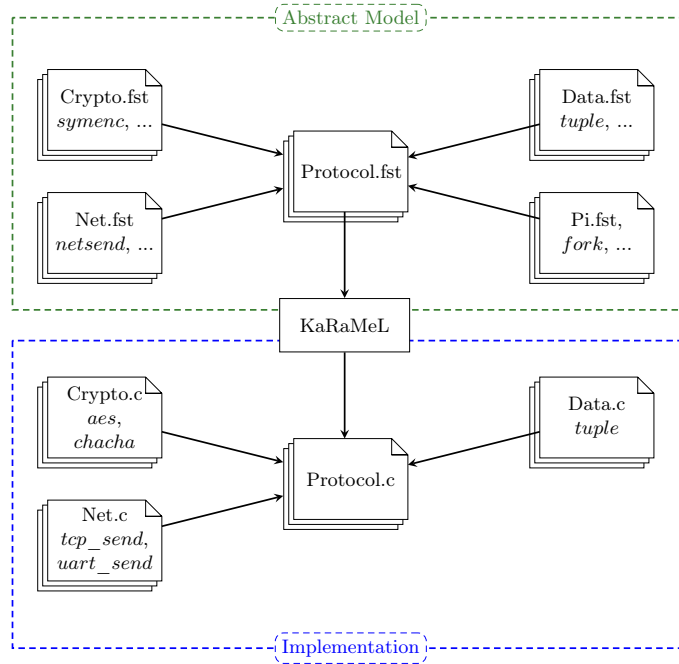 Abstract Model
Crypto.fst
symenc, ...
Data.fst
tuple, ...
Protocol.fst
Net.fst
netsend, ...
Pi.fst,
fork, ...
KaRaMeL
Crypto.c
aes,
chacha
Data.c
tuple
Protocol.c
Net.c
tcp_send,
uart_send
Implementation